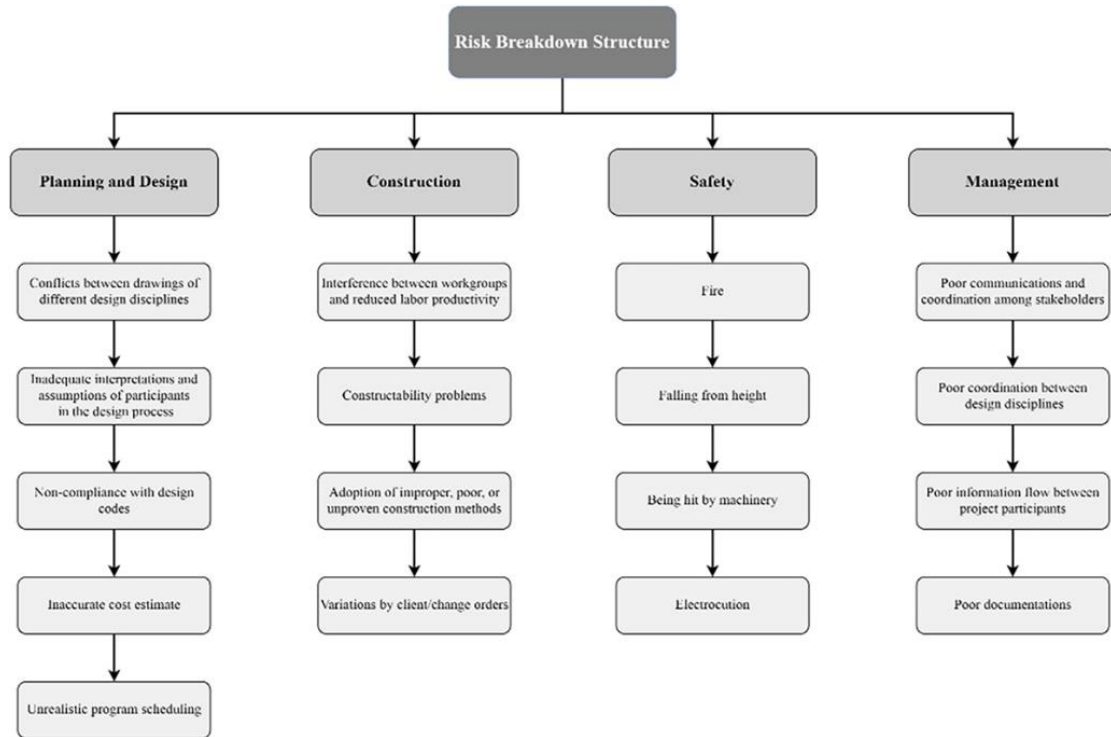 Risk Breakdown Structure
Planning and Design
Construction
Safety
Management
Conflicts between drawings of
different design disciplines
Interference between workgroups
and reduced labor productivity
Fire
Poor communications and
coordination among stakeholders
Inadequate interpretations and
assumptions of participants
in the design process
Constructability problems
Falling from height
Poor coordination between
design disciplines
Non-compliance with design
codes
Adoption of improper, poor, or
unproven construction methods
Being hit by machinery
Poor information flow between
project participants
Inaccurate cost estimate
Variations by client/change orders
Electrocution
Poor documentations
Unrealistic program scheduling